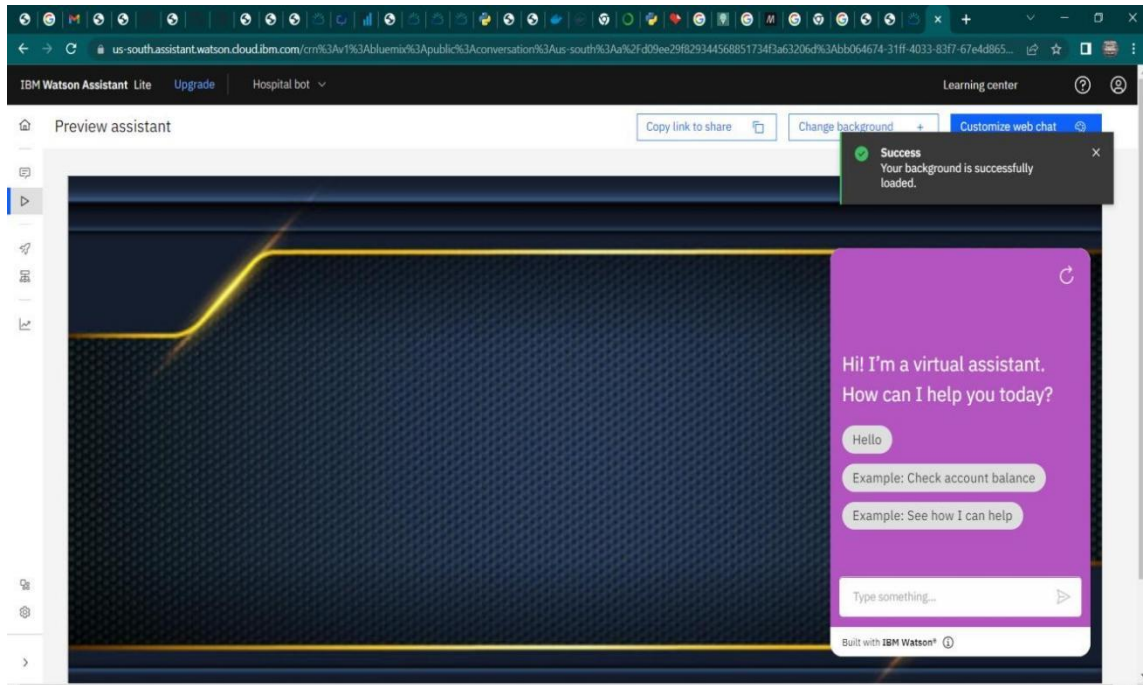 us-south.assistant.watson.cloud.ibm.com/crn%3Av1%3Abluemix%3Apublic%3Aconversation%3Aus-south%3Aa%2Fd09ee29f829344568851734f3a63206d%3Abb064674-31ff-4033-83f7-67e4d865...
IBM Watson Assistant Lite Upgrade Hospital bot Learning center
Preview assistant Copy link to share Change background + Customize web chat
Success
Your background is successfully
loaded.
Hi! I'm a virtual assistant.
How can I help you today?
Hello
Example: Check account balance
Example: See how I can help
Type something...
Built with IBM Watson®